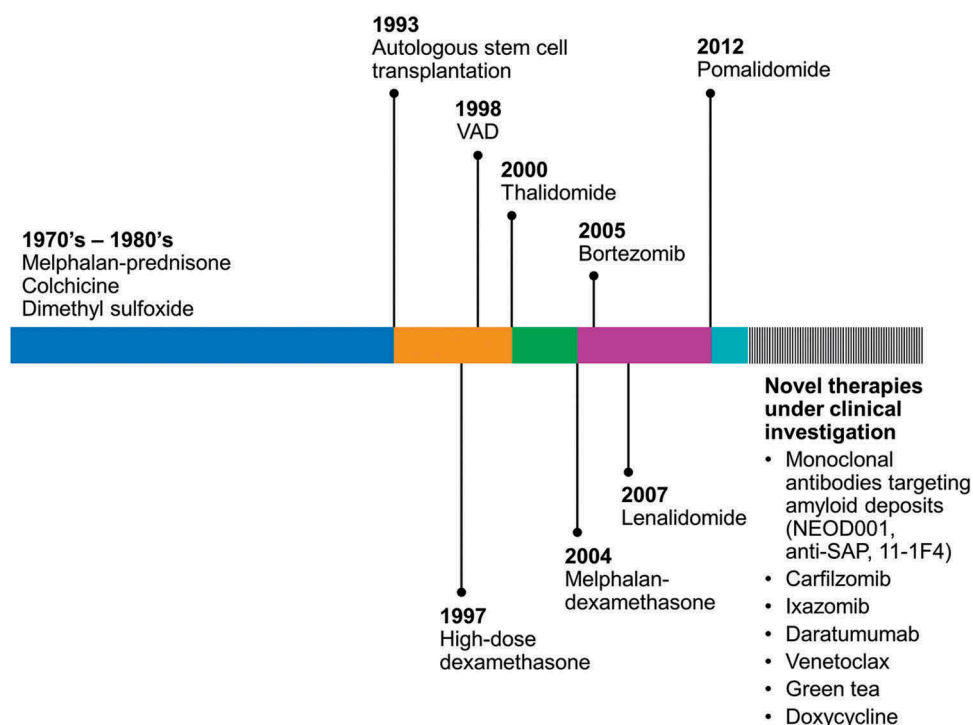 1993
Autologous stem cell
transplantation
2012
Pomalidomide
1998
VAD
2000
Thalidomide
1970’s – 1980’s
Melphalan-prednisone
Colchicine
Dimethyl sulfoxide
2005
Bortezomib
Novel therapies
under clinical
investigation
• Monoclonal
antibodies targeting
amyloid deposits
(NEOD001,
anti-SAP, 11-1F4)
• Carfilzomib
• Ixazomib
• Daratumumab
• Venetoclax
• Green tea
• Doxycycline
2007
Lenalidomide
2004
Melphalan-
dexamethasone
1997
High-dose
dexamethasone